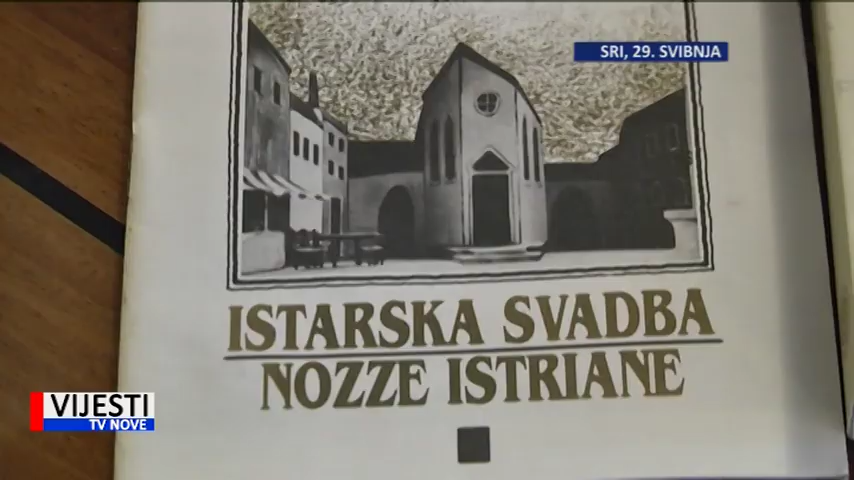 SRI, 29. SVIBNJA
ISTARSKA SVADBA
NOZZE ISTRIANE
VIJESTI
TV NOVE